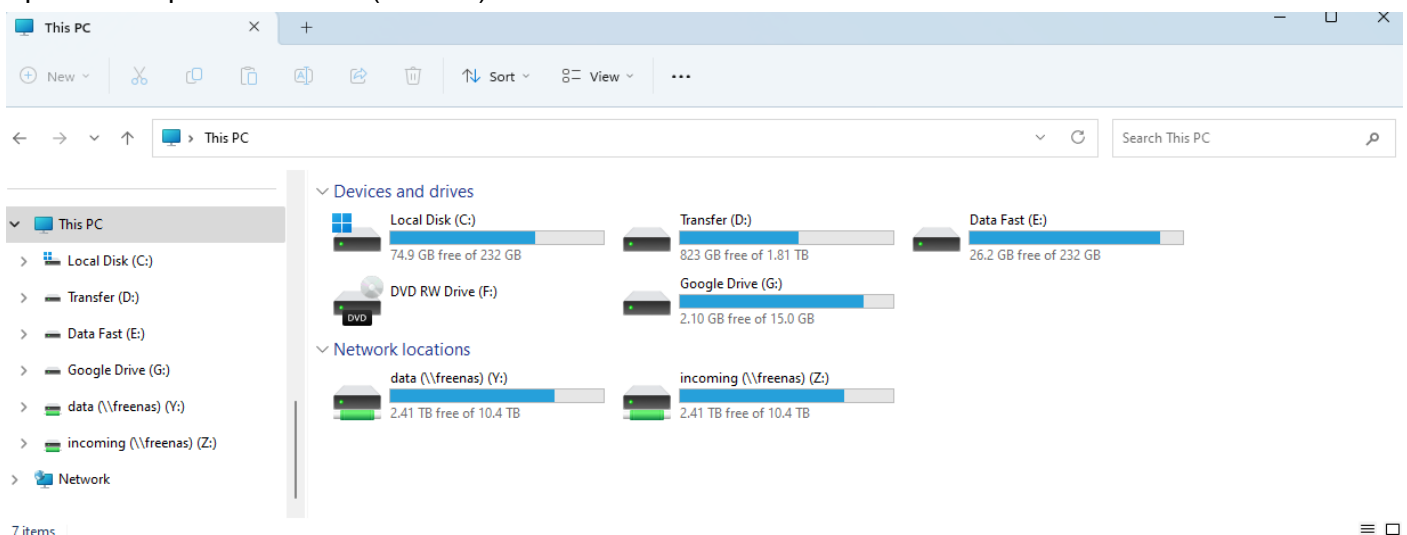 This PC
New
Sort
View
This PC
Search This PC
This PC
Local Disk (C:)
Transfer (D:)
Data Fast (E:)
Google Drive (G:)
data (\\freenas) (Y:)
incoming (\\freenas) (Z:)
Network
Devices and drives
Local Disk (C:)
74.9 GB free of 232 GB
Transfer (D:)
823 GB free of 1.81 TB
Data Fast (E:)
26.2 GB free of 232 GB
DVD
DVD RW Drive (F:)
Google Drive (G:)
2.10 GB free of 15.0 GB
Network locations
data (\\freenas) (Y:)
2.41 TB free of 10.4 TB
incoming (\\freenas) (Z:)
2.41 TB free of 10.4 TB
7 items